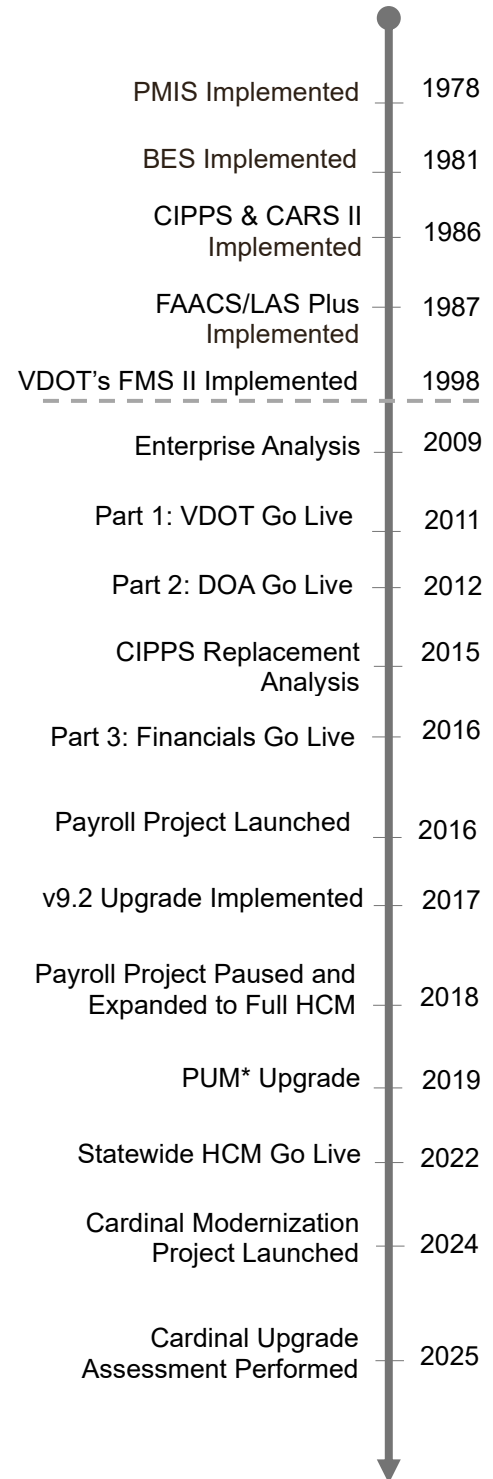 PMIS Implemented 1978
BES Implemented 1981
CIPPS & CARS II
Implemented 1986
FAACS/LAS Plus
Implemented 1987
VDOT's FMS II Implemented 1998
Enterprise Analysis 2009
Part 1: VDOT Go Live 2011
Part 2: DOA Go Live 2012
CIPPS Replacement
Analysis 2015
Part 3: Financials Go Live 2016
Payroll Project Launched 2016
v9.2 Upgrade Implemented 2017
Payroll Project Paused and
Expanded to Full HCM 2018
PUM* Upgrade 2019
Statewide HCM Go Live 2022
Cardinal Modernization
Project Launched 2024
Cardinal Upgrade
Assessment Performed 2025